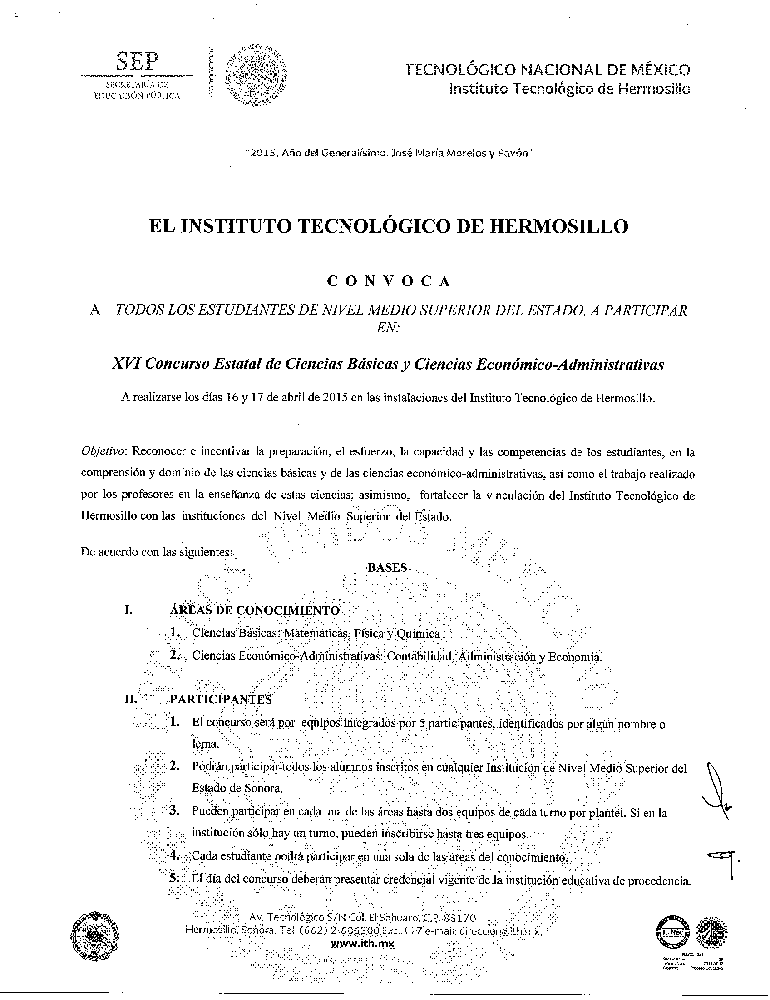 SEP
SECRETARÍA DE
EDUCACIÓN PÚBLICA
ESTADOS UNIDOS MEXICANOS
TECNOLÓGICO NACIONAL DE MÉXICO
Instituto Tecnológico de Hermosillo
"2015, Año del Generalísimo, José María Morelos y Pavón"
EL INSTITUTO TECNOLÓGICO DE HERMOSILLO
C O N V O C A
A TODOS LOS ESTUDIANTES DE NIVEL MEDIO SUPERIOR DEL ESTADO, A PARTICIPAR
EN:
XVI Concurso Estatal de Ciencias Básicas y Ciencias Económico-Administrativas
A realizarse los días 16 y 17 de abril de 2015 en las instalaciones del Instituto Tecnológico de Hermosillo.
Objetivo: Reconocer e incentivar la preparación, el esfuerzo, la capacidad y las competencias de los estudiantes, en la
comprensión y dominio de las ciencias básicas y de las ciencias económico-administrativas, así como el trabajo realizado
por los profesores en la enseñanza de estas ciencias; asimismo, fortalecer la vinculación del Instituto Tecnológico de
Hermosillo con las instituciones del Nivel Medio Superior del Estado.
De acuerdo con las siguientes:
BASES
I. ÁREAS DE CONOCIMIENTO
1. Ciencias Básicas: Matemáticas, Física y Química
2. Ciencias Económico-Administrativas: Contabilidad, Administración y Economía.
II. PARTICIPANTES
1. El concurso será por equipos integrados por 5 participantes, identificados por algún nombre o
lema.
2. Podrán participar todos los alumnos inscritos en cualquier Institución de Nivel Medio Superior del
Estado de Sonora.
3. Pueden participar en cada una de las áreas hasta dos equipos de cada turno por plantel. Si en la
institución sólo hay un turno, pueden inscribirse hasta tres equipos.
4. Cada estudiante podrá participar en una sola de las áreas del conocimiento.
5. El día del concurso deberán presentar credencial vigente de la institución educativa de procedencia.
Av. Tecnológico S/N Col. El Sahuaro, C.P. 83170
Hermosillo, Sonora. Tel. (662) 2-606500 Ext. 117 e-mail: direccion@ith.mx
www.ith.mx
IQNet
RSGC 247
Sector Nace: 36
Terminación: 2314.07.13
Alcance: Proceso Educativo